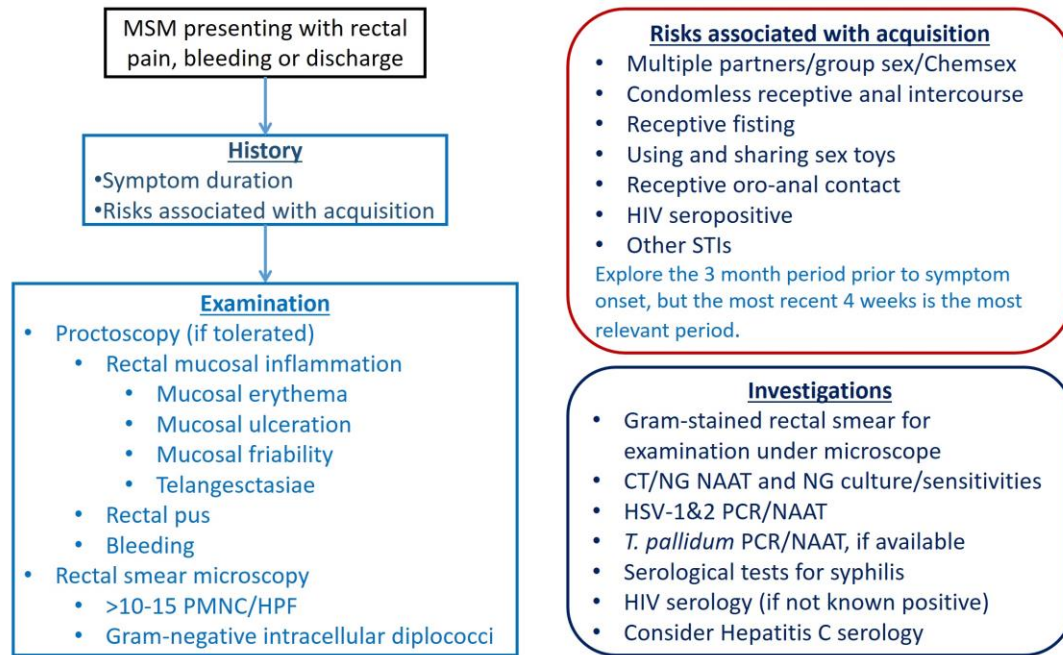 MSM presenting with rectal
pain, bleeding or discharge
History
•Symptom duration
•Risks associated with acquisition
Examination
• Proctoscopy (if tolerated)
• Rectal mucosal inflammation
• Mucosal erythema
• Mucosal ulceration
• Mucosal friability
• Telangesctasiae
• Rectal pus
• Bleeding
• Rectal smear microscopy
• >10-15 PMNC/HPF
• Gram-negative intracellular diplococci
Risks associated with acquisition
• Multiple partners/group sex/Chemsex
• Condomless receptive anal intercourse
• Receptive fisting
• Using and sharing sex toys
• Receptive oro-anal contact
• HIV seropositive
• Other STIs
Explore the 3 month period prior to symptom
onset, but the most recent 4 weeks is the most
relevant period.
Investigations
• Gram-stained rectal smear for
examination under microscope
• CT/NG NAAT and NG culture/sensitivities
• HSV-1&2 PCR/NAAT
• T. pallidum PCR/NAAT, if available
• Serological tests for syphilis
• HIV serology (if not known positive)
• Consider Hepatitis C serology